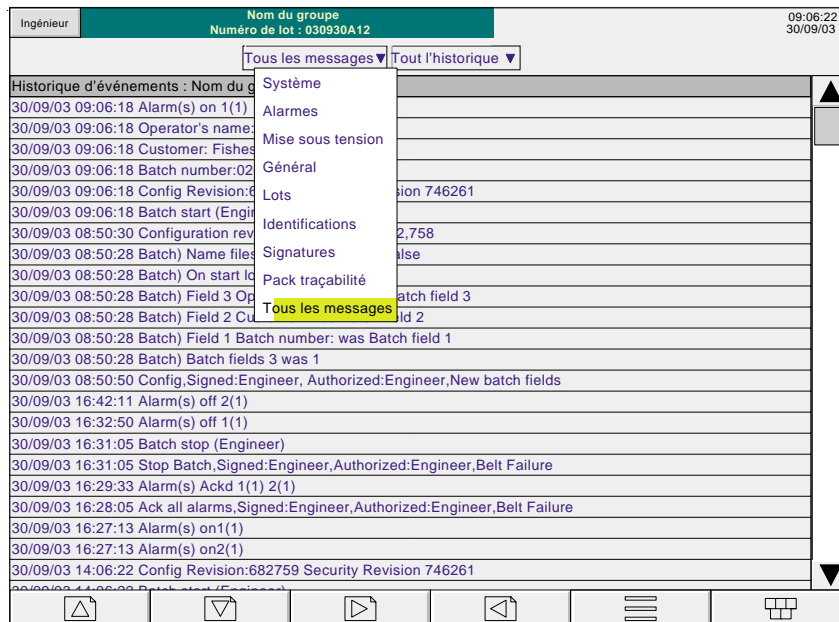 Ingénieur
Nom du groupe
Numéro de lot : 030930A12
09:06:22
30/09/03
Tous les messages▼ Tout l'historique ▼
Historique d'événements : Nom du g
30/09/03 09:06:18 Alarm(s) on 1(1)
30/09/03 09:06:18 Operator's name:
30/09/03 09:06:18 Customer: Fishes
30/09/03 09:06:18 Batch number:02
30/09/03 09:06:18 Config Revision:6 sion 746261
30/09/03 09:06:18 Batch start (Engin
30/09/03 08:50:30 Configuration rev 2,758
30/09/03 08:50:28 Batch) Name files alse
30/09/03 08:50:28 Batch) On start lo
30/09/03 08:50:28 Batch) Field 3 Op atch field 3
30/09/03 08:50:28 Batch) Field 2 Cu ld 2
30/09/03 08:50:28 Batch) Field 1 Batch number: was Batch field 1
30/09/03 08:50:28 Batch) Batch fields 3 was 1
30/09/03 08:50:50 Config,Signed:Engineer, Authorized:Engineer,New batch fields
30/09/03 16:42:11 Alarm(s) off 2(1)
30/09/03 16:32:50 Alarm(s) off 1(1)
30/09/03 16:31:05 Batch stop (Engineer)
30/09/03 16:31:05 Stop Batch,Signed:Engineer,Authorized:Engineer,Belt Failure
30/09/03 16:29:33 Alarm(s) Ackd 1(1) 2(1)
30/09/03 16:28:05 Ack all alarms,Signed:Engineer,Authorized:Engineer,Belt Failure
30/09/03 16:27:13 Alarm(s) on1(1)
30/09/03 16:27:13 Alarm(s) on2(1)
30/09/03 14:06:22 Config Revision:682759 Security Revision 746261
30/09/03 14:06:22 Batch start (Engineer)
Système
Alarmes
Mise sous tension
Général
Lots
Identifications
Signatures
Pack traçabilité
Tous les messages